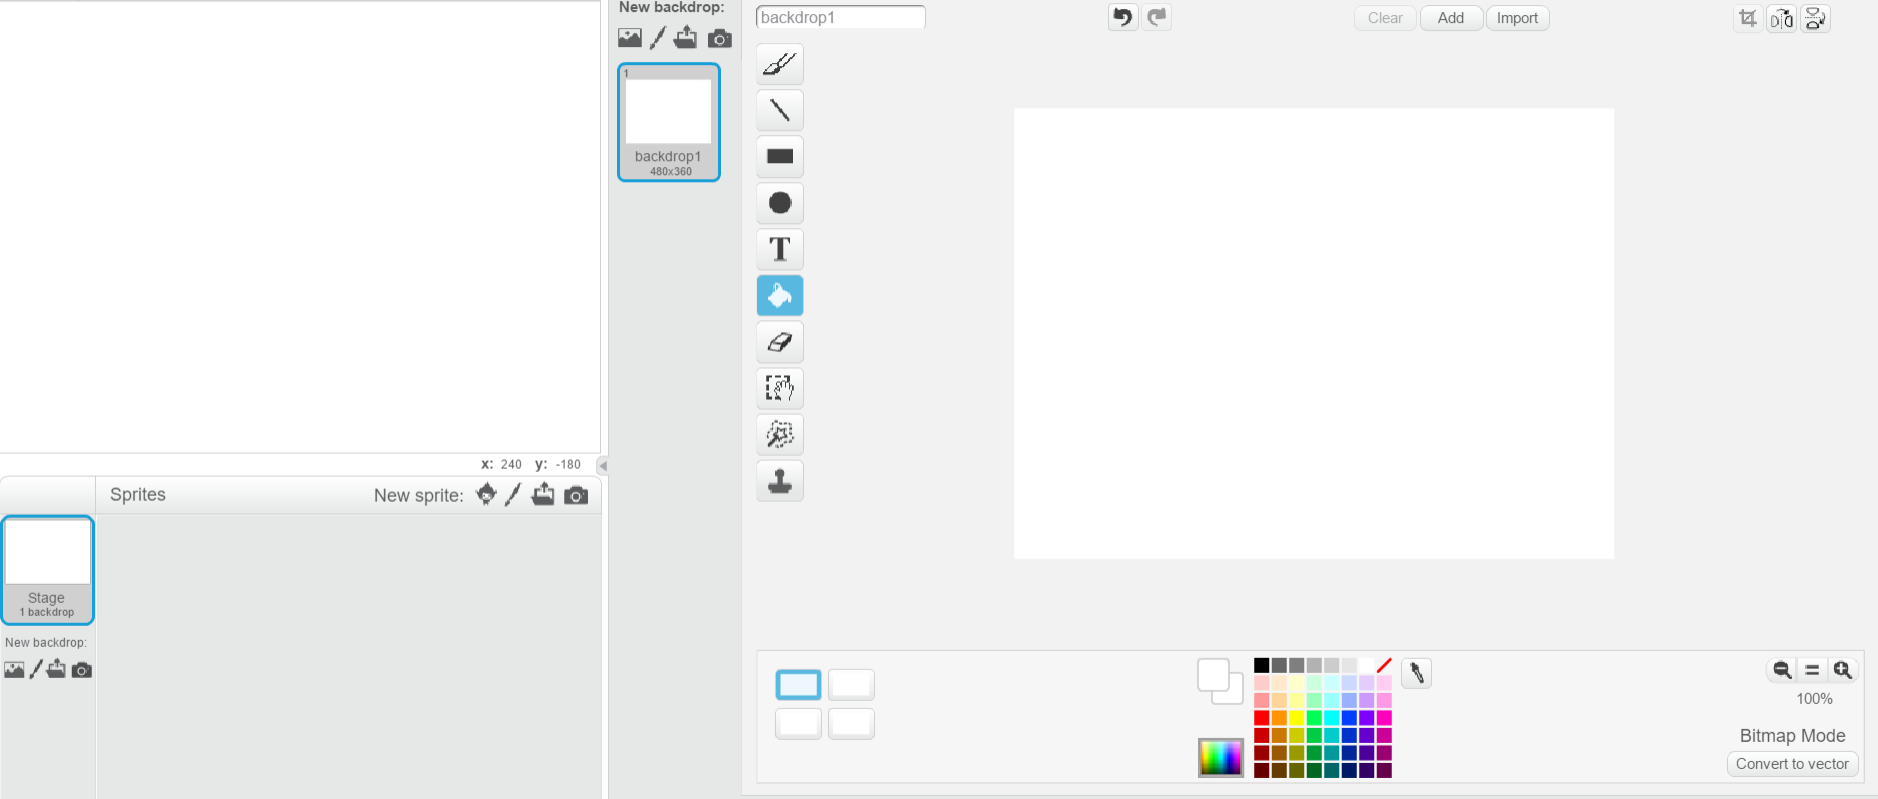 New backdrop:
1
backdrop1
480x360
backdrop1
Clear
Add
Import
T
x: 240 y: -180
Sprites
New sprite:
Stage
1 backdrop
New backdrop:
100%
Bitmap Mode
Convert to vector